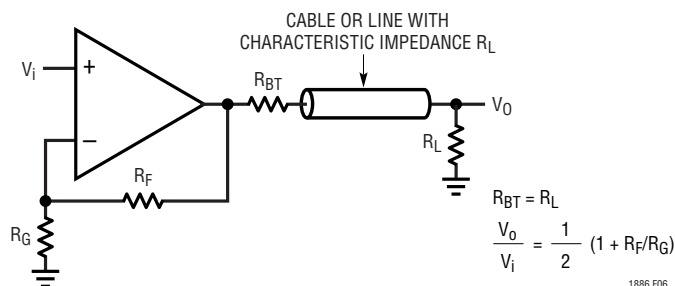 CABLE OR LINE WITH
CHARACTERISTIC IMPEDANCE RL
Vi
+
−
RBT
VO
RL
RF
RG
RBT = RL
Vo/Vi = 1/2 (1 + RF/RG)
1886 F06